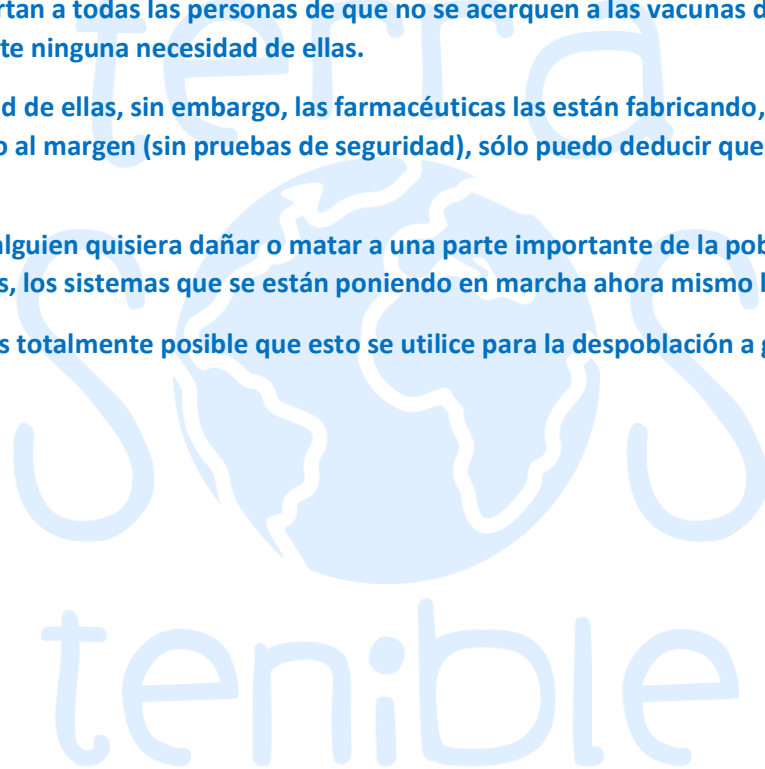 rtan a todas las personas de que no se acerquen a las vacunas d
te ninguna necesidad de ellas.
d de ellas, sin embargo, las farmacéuticas las están fabricando,
o al margen (sin pruebas de seguridad), sólo puedo deducir que
alguien quisiera dañar o matar a una parte importante de la pob
s, los sistemas que se están poniendo en marcha ahora mismo l
s totalmente posible que esto se utilice para la despoblación a g
terra
SOS
tenible